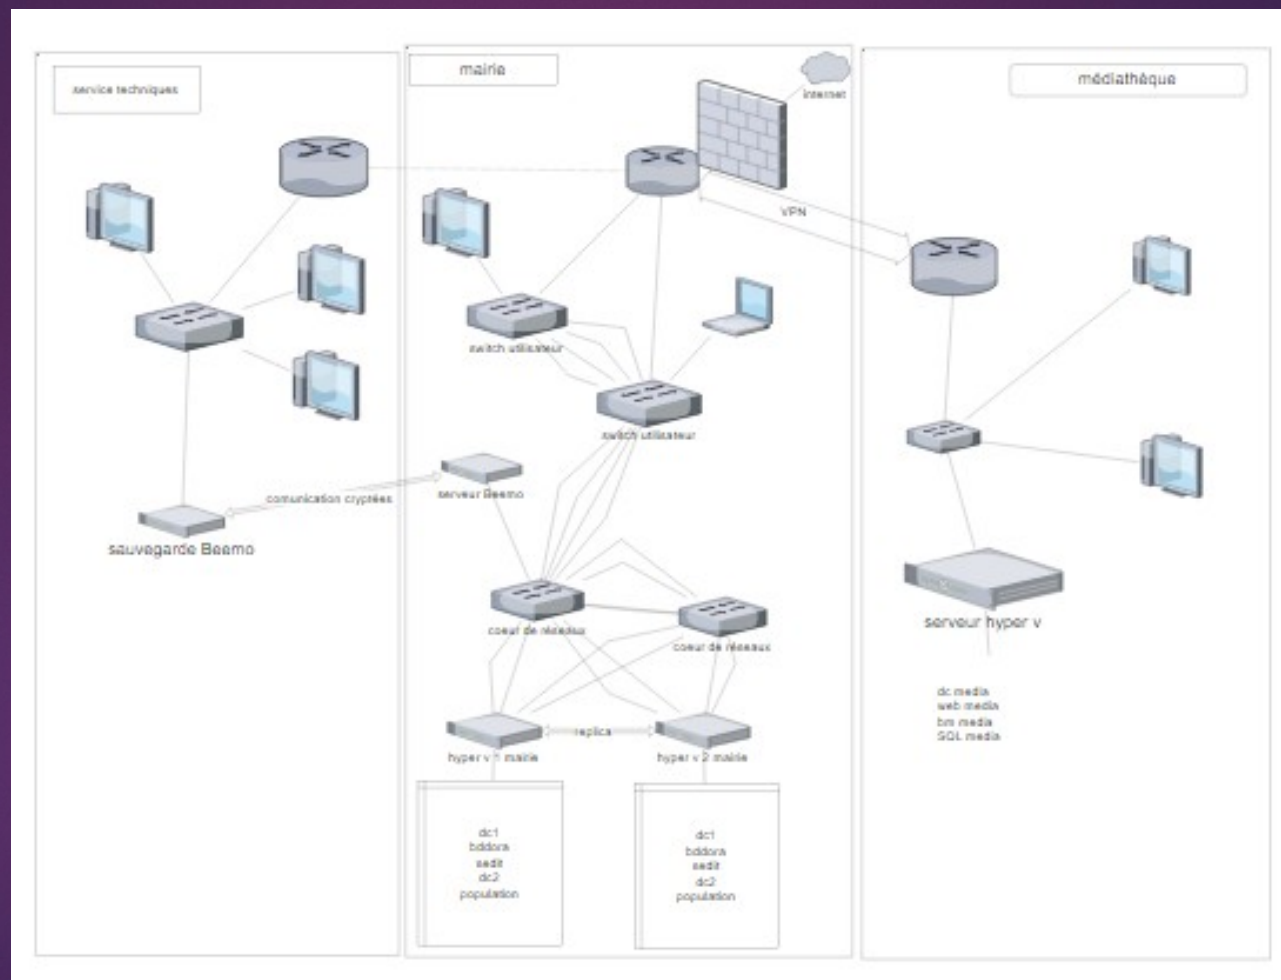 service techniques
mairie
internet
médiathèque
VPN
switch utilisateur
switch utilisateur
serveur Beemo
comunication cryptées
sauvegarde Beemo
coeur de réseaux
coeur de réseaux
serveur hyper v
dc media
web media
bm media
SQL media
replica
hyper v 1 mairie
hyper v 2 mairie
dc1
bddora
sedit
dc2
population
dc1
bddora
sedit
dc2
population